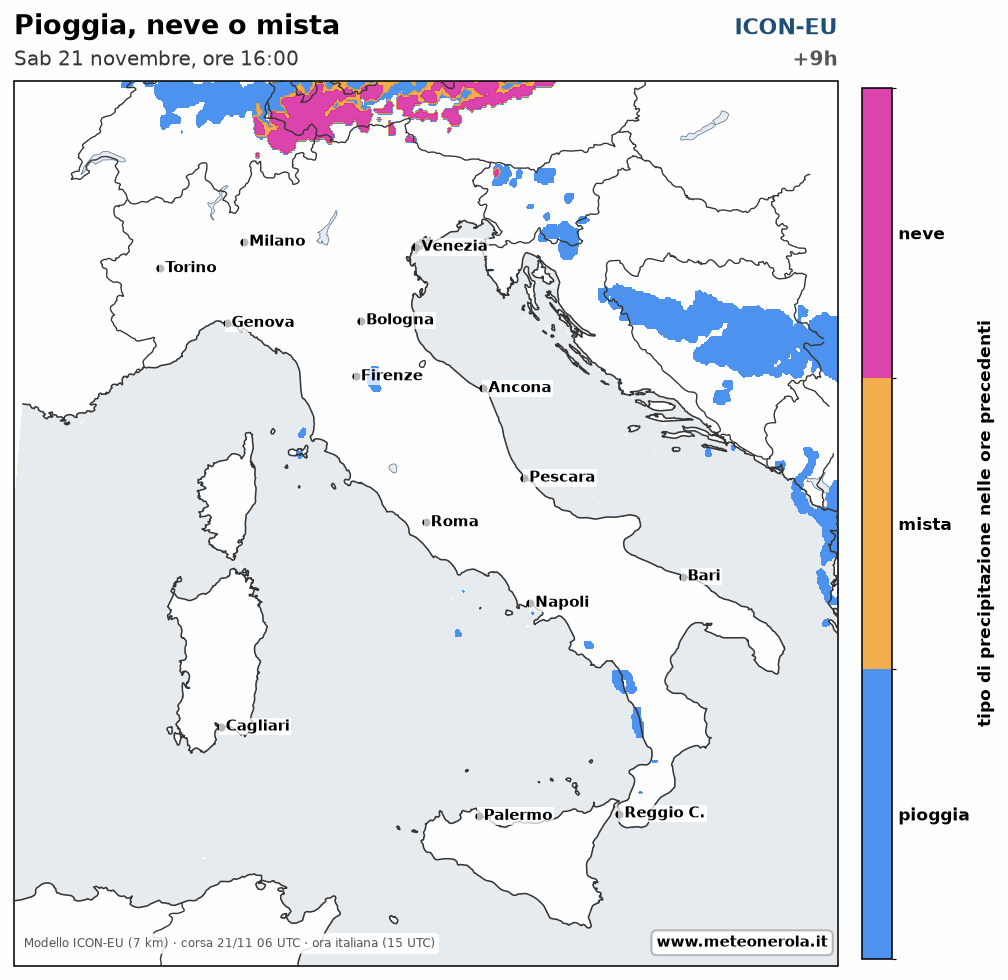 Pioggia, neve o mista
ICON-EU
Sab 21 novembre, ore 16:00
+9h
neve
Milano
Venezia
Torino
Genova
Bologna
Firenze
Ancona
Pescara
Roma
mista
Bari
Napoli
Cagliari
Palermo
Reggio C.
pioggia
tipo di precipitazione nelle ore precedenti
Modello ICON-EU (7 km) · corsa 21/11 06 UTC · ora italiana (15 UTC)
www.meteonerola.it